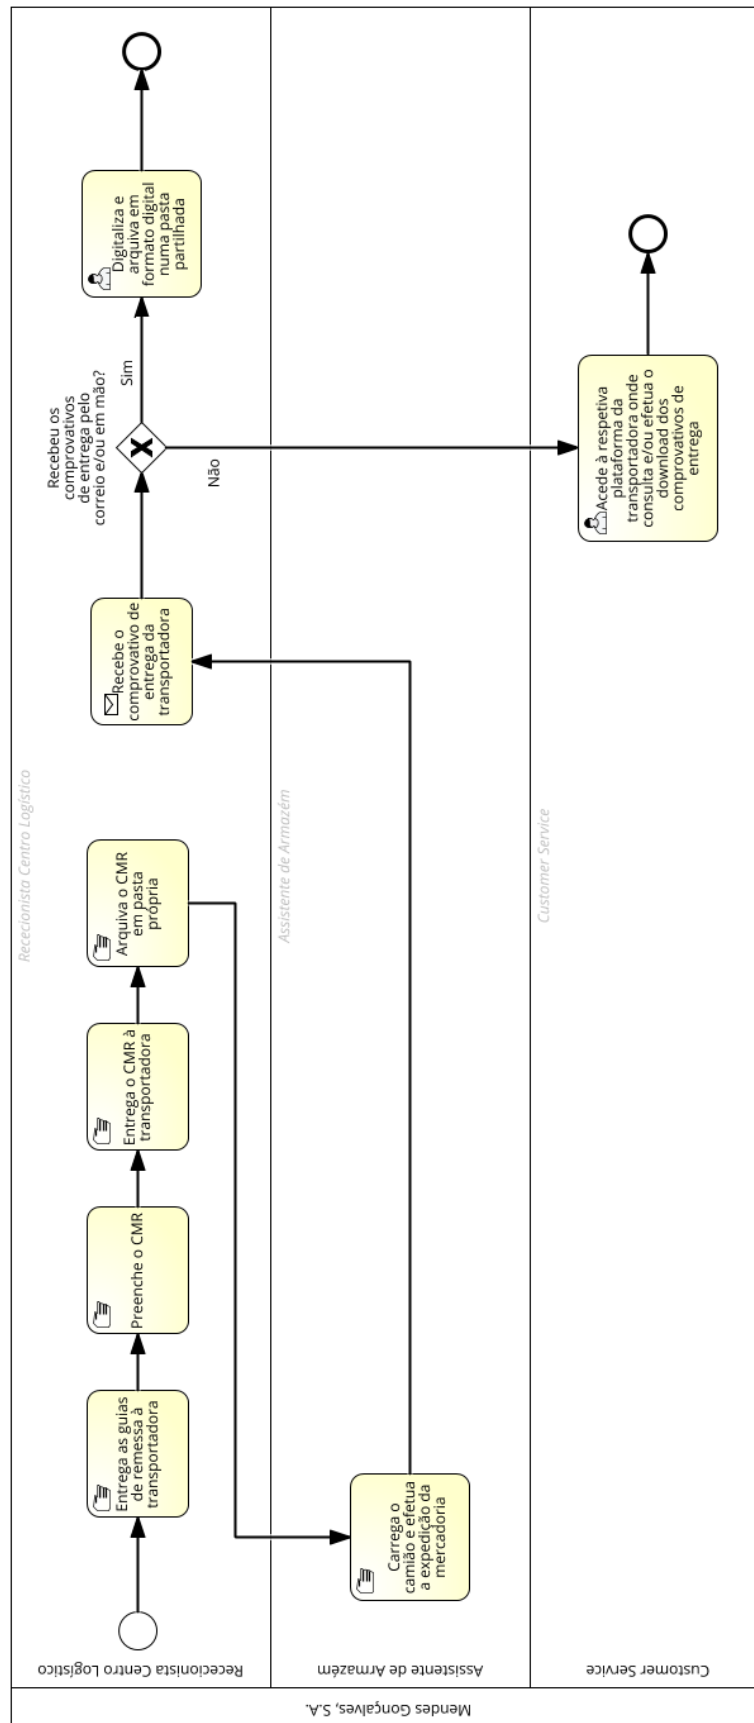 Mendes Gonçalves, S.A.
Rececionista Centro Logístico
Rececionista Centro Logístico
Entrega as guias
de remessa à
transportadora
Preenche o CMR
Entrega o CMR à
transportadora
Arquiva o CMR
em pasta
própria
Recebe o
comprovativo de
entrega da
transportadora
Recebeu os
comprovativos
de entrega pelo
correio e/ou em mão?
Sim
Não
Digitaliza e
arquiva em
formato digital
numa pasta
partilhada
Assistente de Armazém
Assistente de Armazém
Carrega o
camião e efetua
a expedição da
mercadoria
Customer Service
Customer Service
Acede à respetiva
plataforma da
transportadora onde
consulta e/ou efetua o
download dos
comprovativos de
entrega